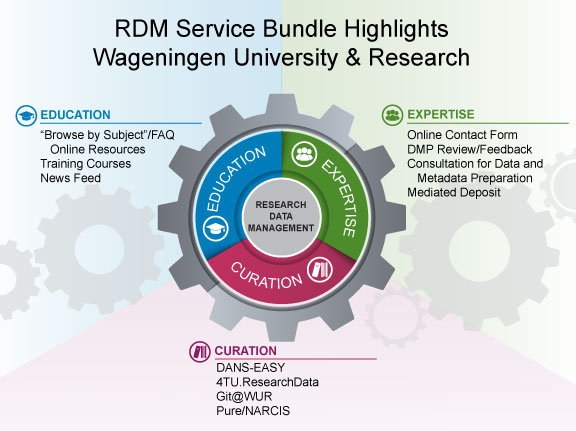 RDM Service Bundle Highlights
Wageningen University & Research
EDUCATION
“Browse by Subject”/FAQ
Online Resources
Training Courses
News Feed
EXPERTISE
Online Contact Form
DMP Review/Feedback
Consultation for Data and
Metadata Preparation
Mediated Deposit
EDUCATION
EXPERTISE
RESEARCH
DATA
MANAGEMENT
CURATION
CURATION
DANS-EASY
4TU.ResearchData
Git@WUR
Pure/NARCIS